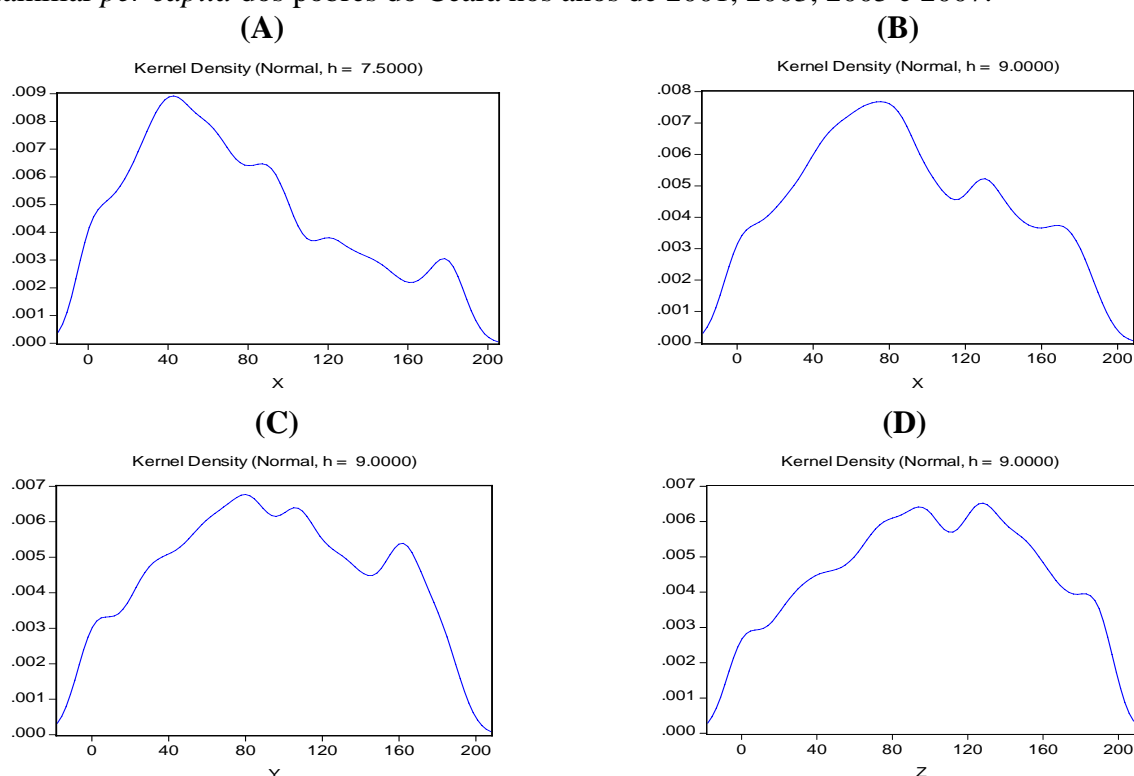 familiar per capita dos pobres do Ceará nos anos de 2001, 2003, 2005 e 2007.
(A) (B)
Kernel Density (Normal, h = 7.5000)
.009
.008
.007
.006
.005
.004
.003
.002
.001
.000
0 40 80 120 160 200
X
Kernel Density (Normal, h = 9.0000)
.008
.007
.006
.005
.004
.003
.002
.001
.000
0 40 80 120 160 200
X
(C) (D)
Kernel Density (Normal, h = 9.0000)
.007
.006
.005
.004
.003
.002
.001
.000
0 40 80 120 160 200
Kernel Density (Normal, h = 9.0000)
.007
.006
.005
.004
.003
.002
.001
.000
0 40 80 120 160 200
Z